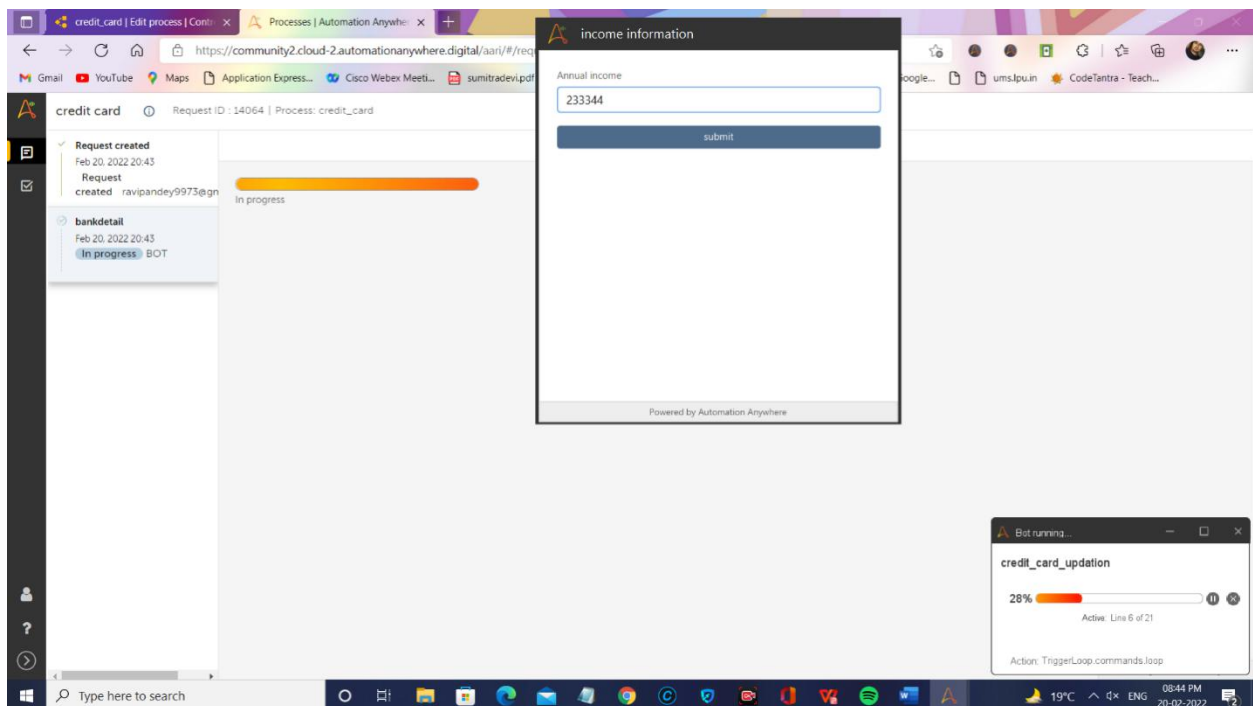 credit_card | Edit process | Contr
Processes | Automation Anywher
https://community2.cloud-2.automationanywhere.digital/aari/#/req
Gmail
YouTube
Maps
Application Express...
Cisco Webex Meeti...
sumitradevi.pdf
Google...
ums.lpu.in
CodeTantra - Teach...
income information
Annual income
233344
submit
Powered by Automation Anywhere
credit card
Request ID : 14064 | Process: credit_card
Request created
Feb 20, 2022 20:43
Request
created ravipandey9973@gn
bankdetail
Feb 20, 2022 20:43
In progress BOT
In progress
Bot running...
credit_card_updation
28%
Active: Line 6 of 21
Action: TriggerLoop.commands.loop
Type here to search
19°C
ENG
08:44 PM
20-02-2022
2